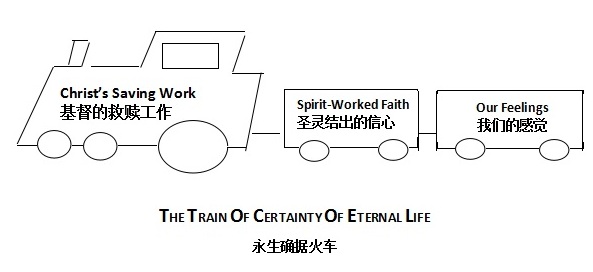 Christ's Saving Work
基督的救赎工作
Spirit-Worked Faith
圣灵结出的信心
Our Feelings
我们的感觉
THE TRAIN OF CERTAINTY OF ETERNAL LIFE
永生确据火车